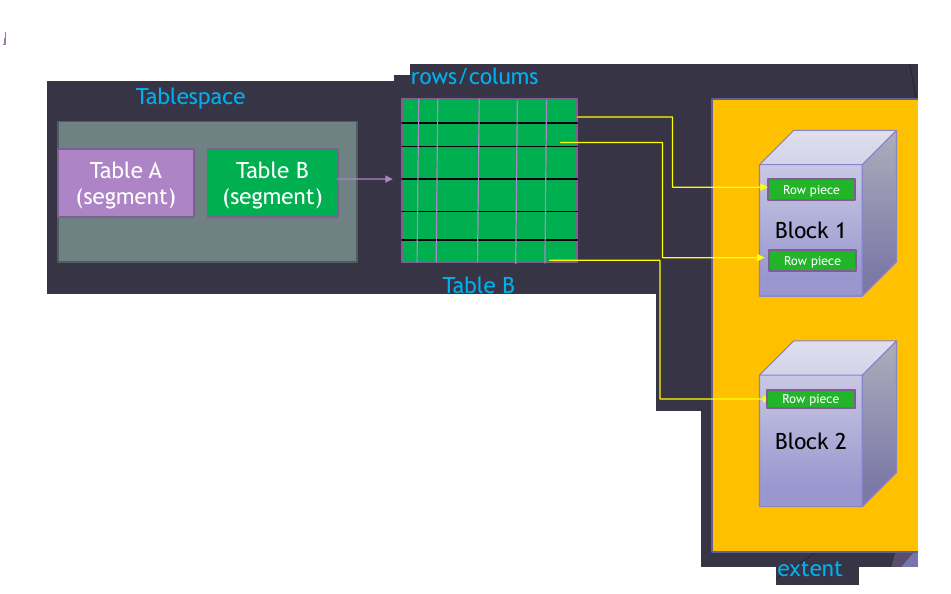 rows/colums
Tablespace
Table A
(segment)
Table B
(segment)
Table B
Row piece
Block 1
Row piece
Row piece
Block 2
extent